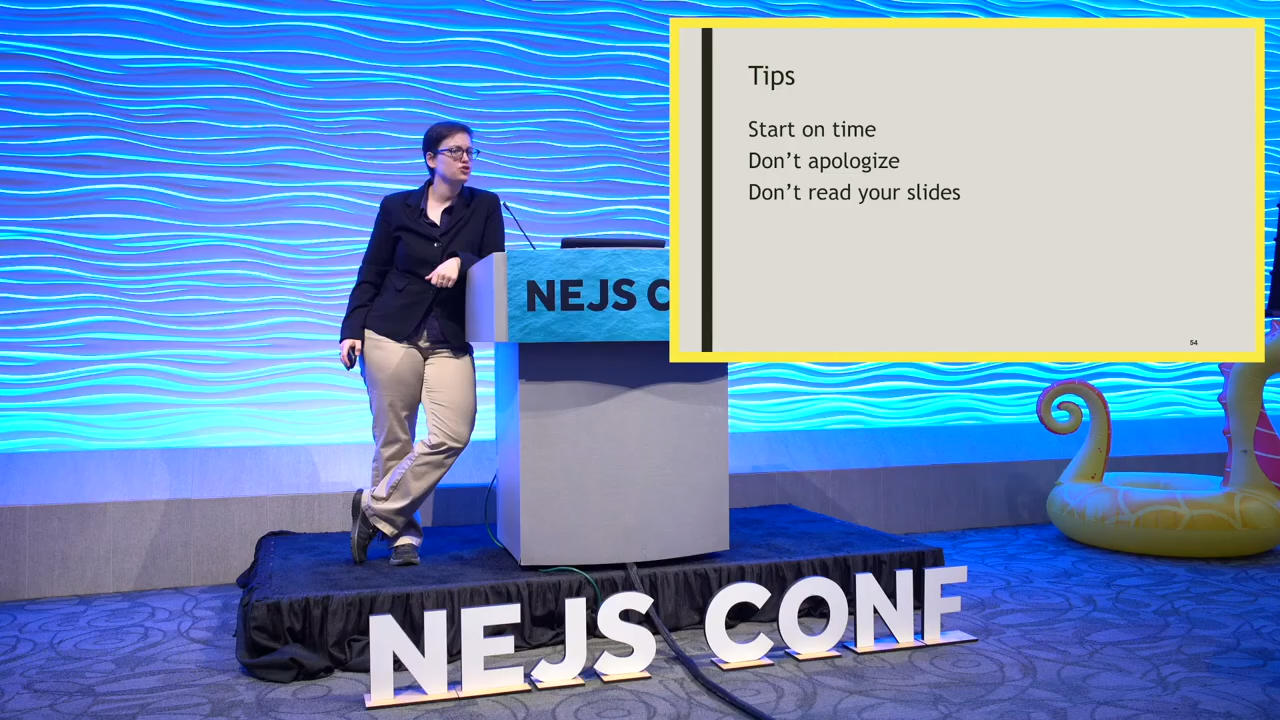 Tips
Start on time
Don’t apologize
Don’t read your slides
54
NEJS C
NEJS CONF